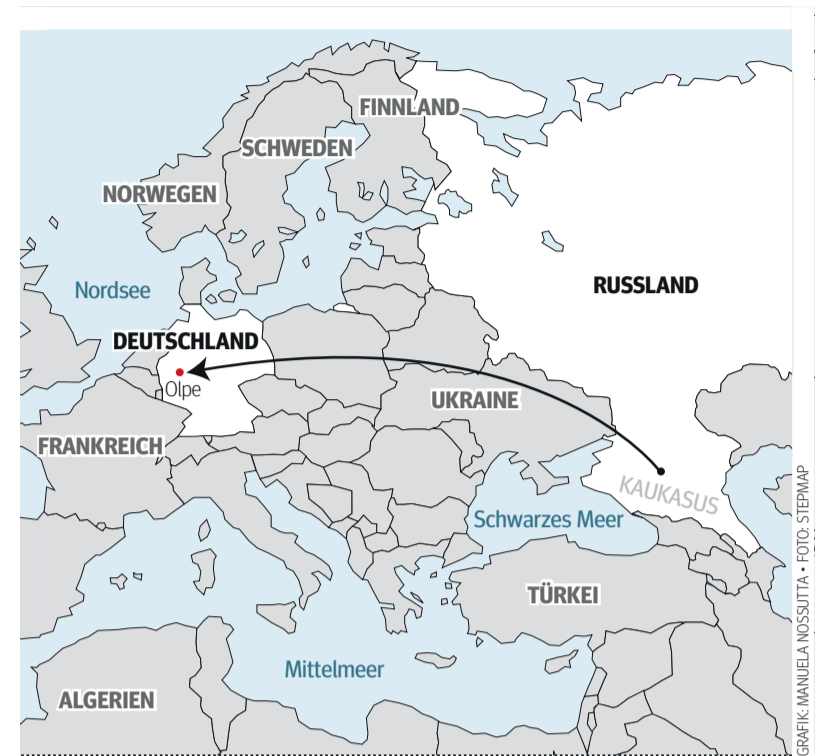 FINNLAND
SCHWEDEN
NORWEGEN
Nordsee
RUSSLAND
DEUTSCHLAND
Olpe
UKRAINE
FRANKREICH
KAUKASUS
Schwarzes Meer
TÜRKEI
Mittelmeer
ALGERIEN
GRAFIK: MANUELA NOSSUTTA • FOTO: STEPMAP